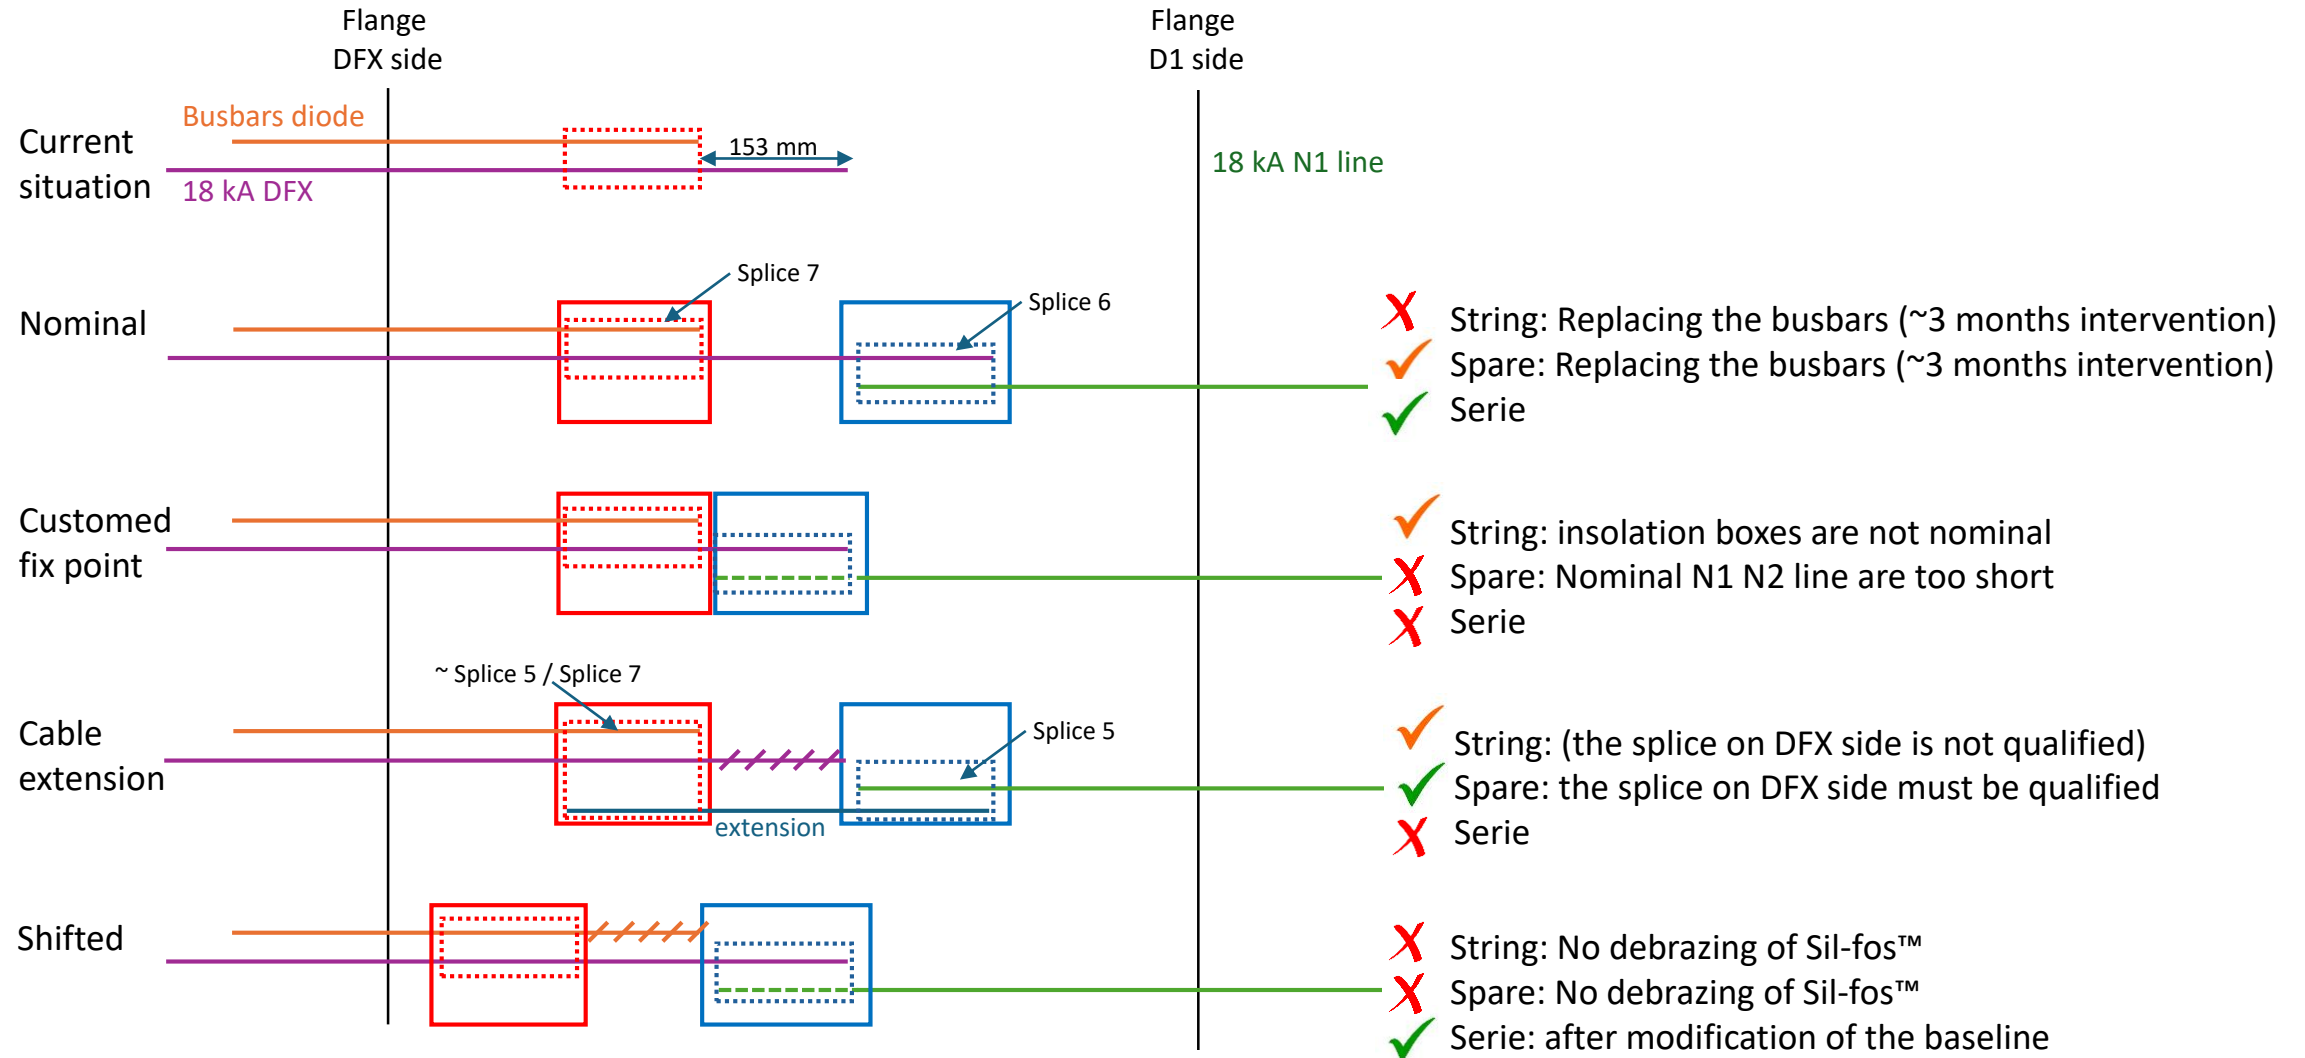 Flange
DFX side
Flange
D1 side
Current
situation
Busbars diode
18 kA DFX
153 mm
18 kA N1 line
Nominal
Splice 7
Splice 6
String: Replacing the busbars (~3 months intervention)
Spare: Replacing the busbars (~3 months intervention)
Serie
Customed
fix point
String: insolation boxes are not nominal
Spare: Nominal N1 N2 line are too short
Serie
Cable
extension
~ Splice 5 / Splice 7
Splice 5
extension
String: (the splice on DFX side is not qualified)
Spare: the splice on DFX side must be qualified
Serie
Shifted
String: No debrazing of Sil-fos™
Spare: No debrazing of Sil-fos™
Serie: after modification of the baseline